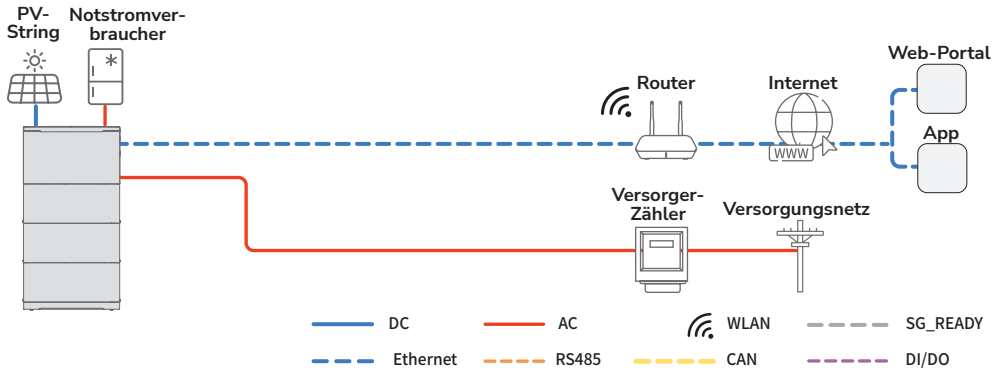 PV-
String
Notstromver-
braucher
Web-Portal
Router
Internet
App
WWW
Versorger-
Zähler
Versorgungsnetz
DC
AC
WLAN
SG_READY
Ethernet
RS485
CAN
DI/DO